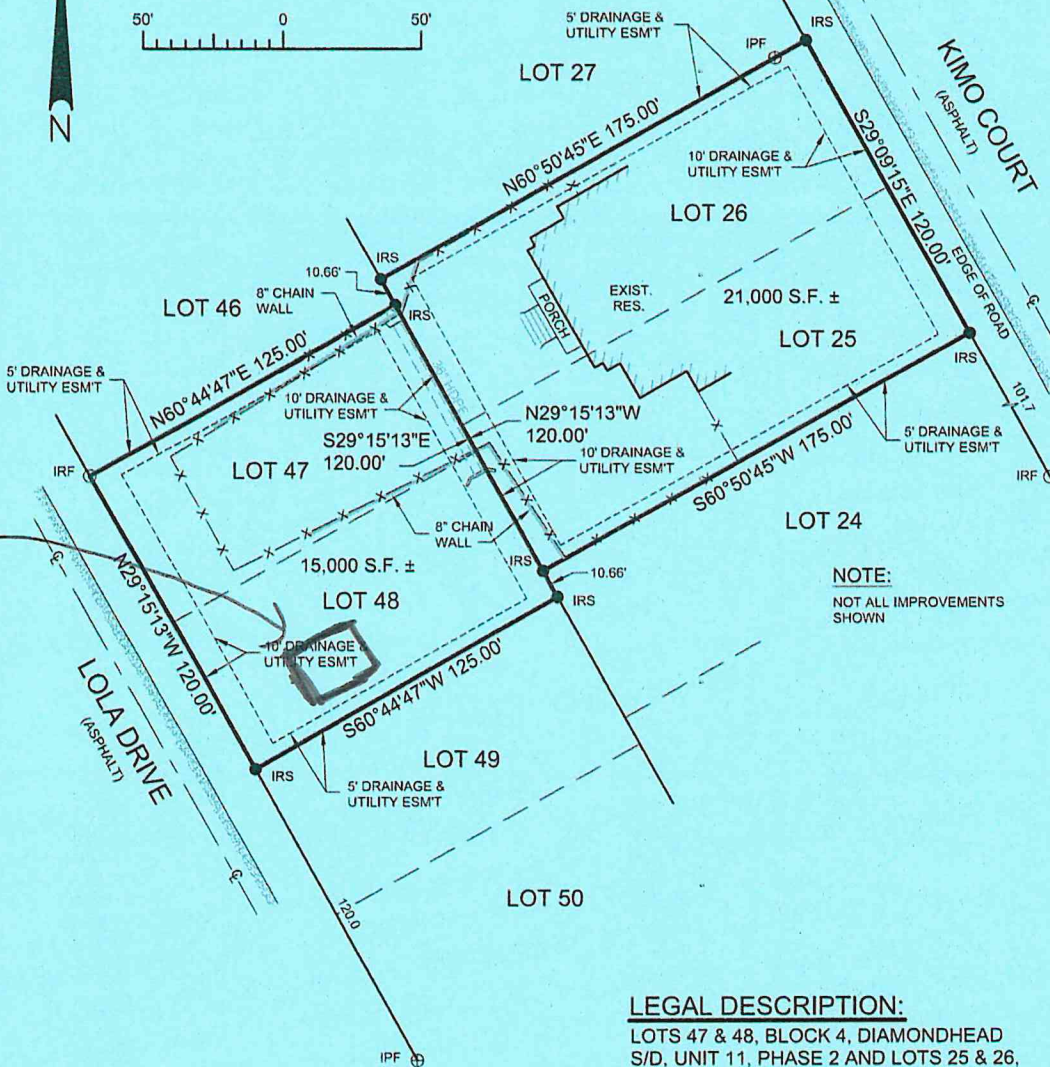 50'
0
50'
N
5' DRAINAGE &
UTILITY ESM'T
IRS
IPF
LOT 27
KIMO COURT
(ASPHALT)
N60°50'45"E 175.00'
10' DRAINAGE &
UTILITY ESM'T
S29°09'15"E 120.00'
LOT 26
EDGE OF ROAD
IRS
10.66'
LOT 46
8" CHAIN
WALL
IRS
EXIST.
RES.
PORCH
21,000 S.F. ±
LOT 25
IRS
5' DRAINAGE &
UTILITY ESM'T
N60°44'47"E 125.00'
10' DRAINAGE &
UTILITY ESM'T
36" HDPE
N29°15'13"W
120.00'
S29°15'13"E
120.00'
101.7
5' DRAINAGE &
UTILITY ESM'T
LOT 47
10' DRAINAGE &
UTILITY ESM'T
IRF
IRF
S60°50'45"W 175.00'
LOT 24
8" CHAIN
WALL
15,000 S.F. ±
IRS
10.66'
IRS
NOTE:
NOT ALL IMPROVEMENTS
SHOWN
LOT 48
10' DRAINAGE &
UTILITY ESM'T
N29°15'13"W 120.00'
LOLA DRIVE
(ASPHALT)
S60°44'47"W 125.00'
IRS
LOT 49
5' DRAINAGE &
UTILITY ESM'T
LOT 50
120.0
IPF
LEGAL DESCRIPTION:
LOTS 47 & 48, BLOCK 4, DIAMONDHEAD
S/D, UNIT 11, PHASE 2 AND LOTS 25 & 26,